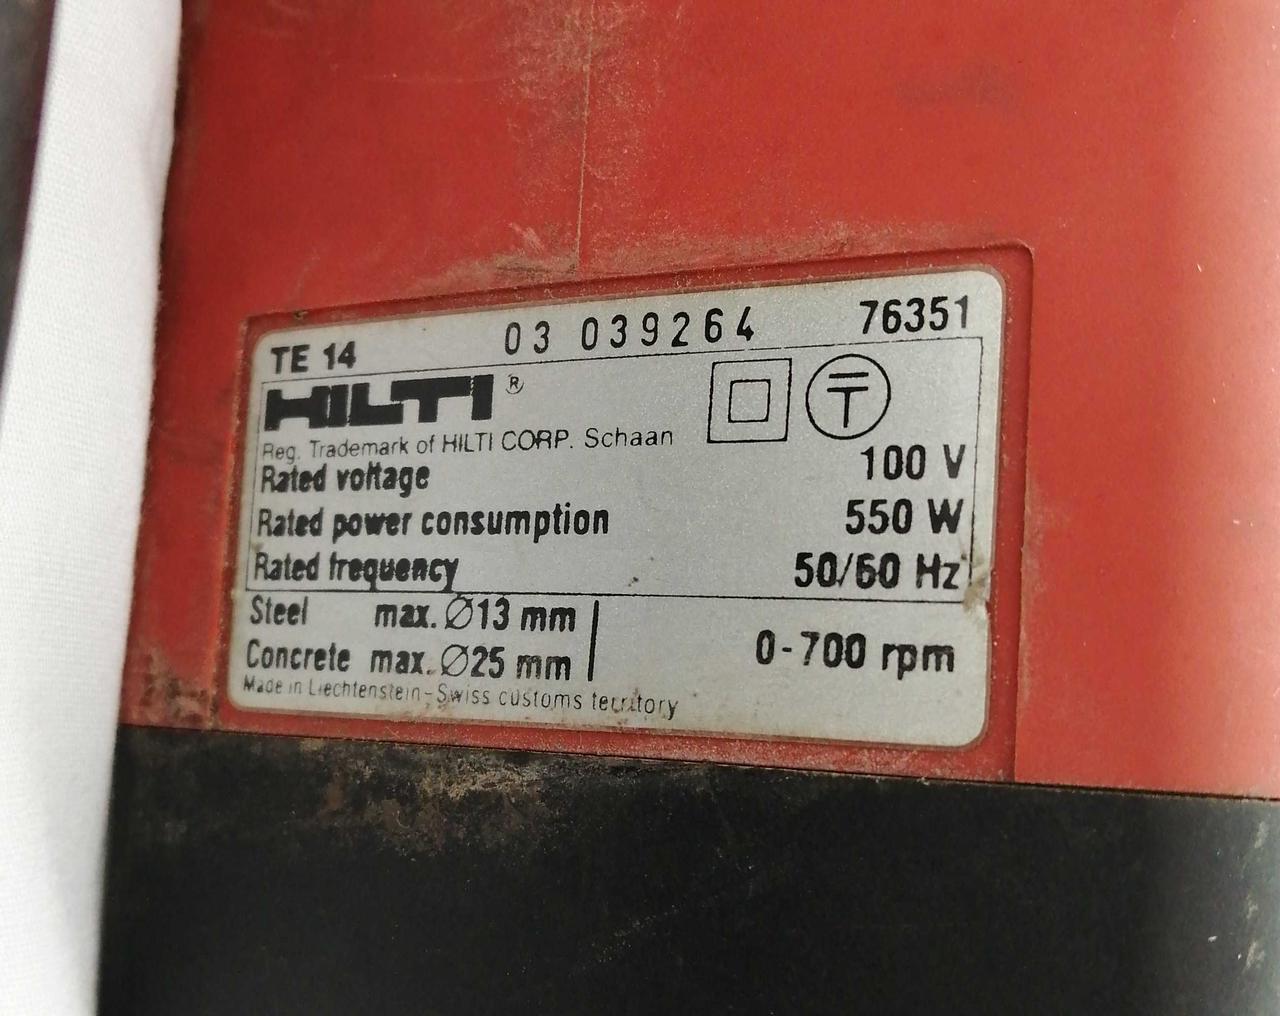 TE 14 03 039264 76351
HILTI ®
Reg. Trademark of HILTI CORP. Schaan
Rated voltage 100 V
Rated power consumption 550 W
Rated frequency 50/60 Hz
Steel max. Ø13 mm
Concrete max. Ø25 mm
0-700 rpm
Made in Liechtenstein-Swiss customs territory